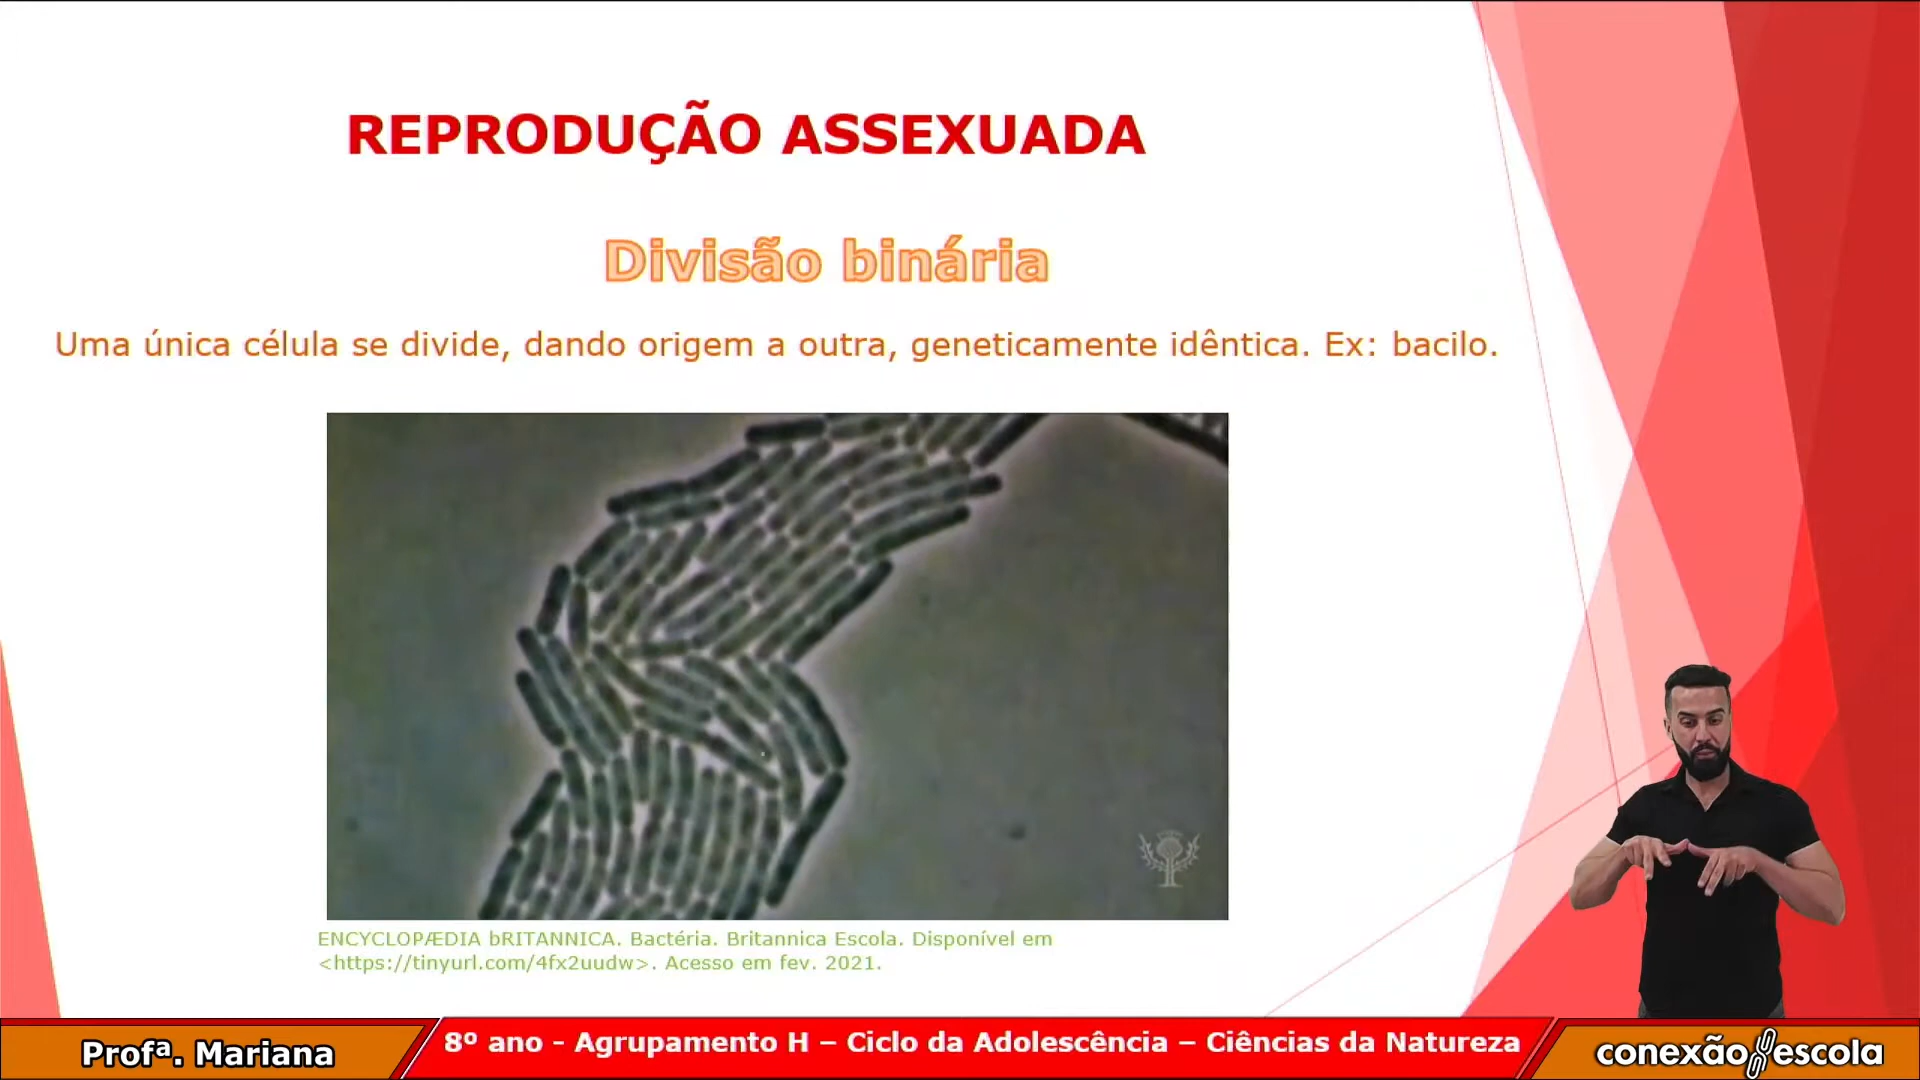 REPRODUÇÃO ASSEXUADA
Divisão binária
Uma única célula se divide, dando origem a outra, geneticamente idêntica. Ex: bacilo.
ENCYCLOPÆDIA bRITANNICA. Bactéria. Britannica Escola. Disponível em
<https://tinyurl.com/4fx2uudw>. Acesso em fev. 2021.
Profª. Mariana
8º ano - Agrupamento H – Ciclo da Adolescência – Ciências da Natureza
conexão escola